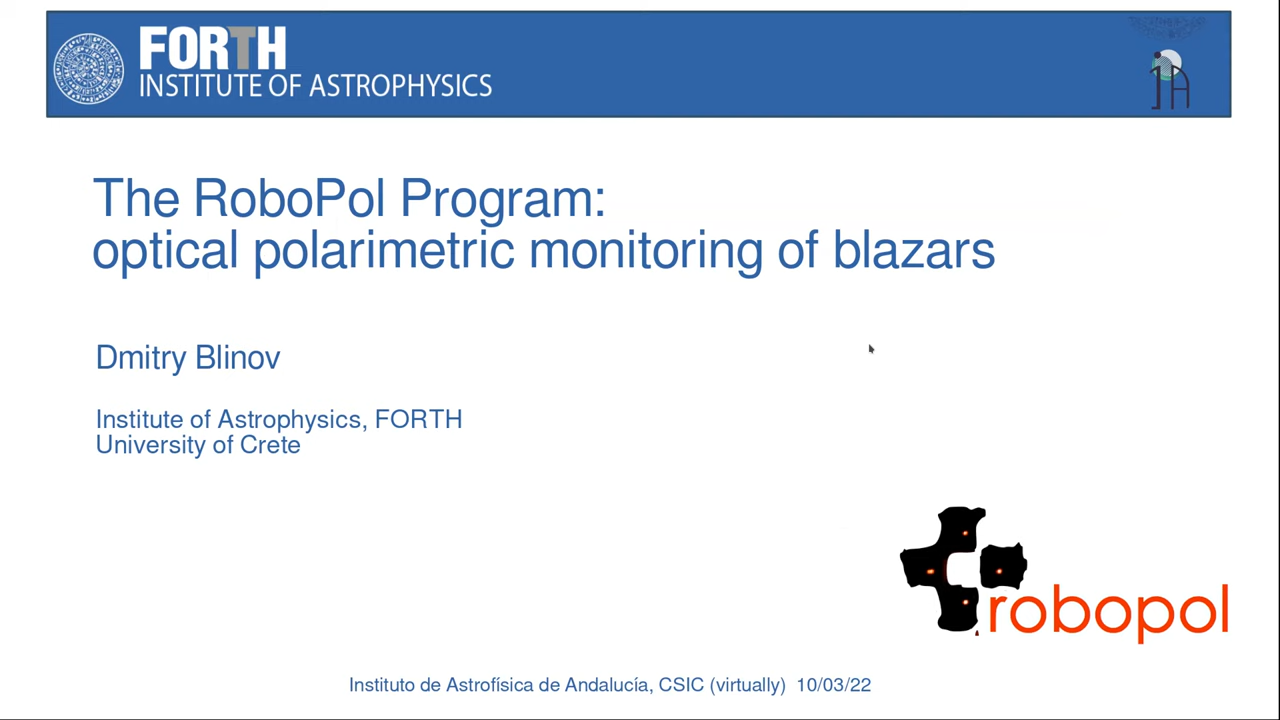 FORTH
INSTITUTE OF ASTROPHYSICS
The RoboPol Program:
optical polarimetric monitoring of blazars
Dmitry Blinov
Institute of Astrophysics, FORTH
University of Crete
robopol
Instituto de Astrofísica de Andalucía, CSIC (virtually) 10/03/22